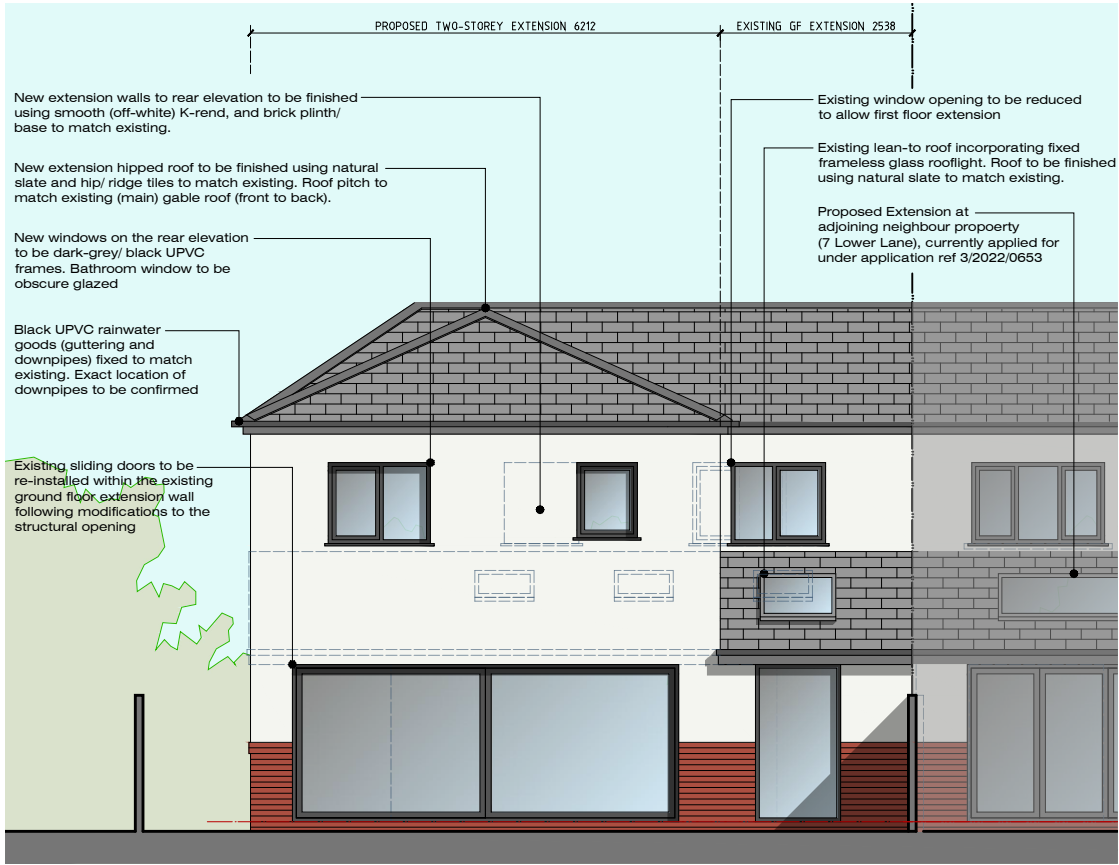 PROPOSED TWO-STOREY EXTENSION 6212
EXISTING GF EXTENSION 2538
New extension walls to rear elevation to be finished
using smooth (off-white) K-rend, and brick plinth/
base to match existing.
New extension hipped roof to be finished using natural
slate and hip/ ridge tiles to match existing. Roof pitch to
match existing (main) gable roof (front to back).
New windows on the rear elevation
to be dark-grey/ black UPVC
frames. Bathroom window to be
obscure glazed
Black UPVC rainwater
goods (guttering and
downpipes) fixed to match
existing. Exact location of
downpipes to be confirmed
Existing sliding doors to be
re-installed within the existing
ground floor extension wall
following modifications to the
structural opening
Existing window opening to be reduced
to allow first floor extension
Existing lean-to roof incorporating fixed
frameless glass rooflight. Roof to be finished
using natural slate to match existing.
Proposed Extension at
adjoining neighbour propoerty
(7 Lower Lane), currently applied for
under application ref 3/2022/0653